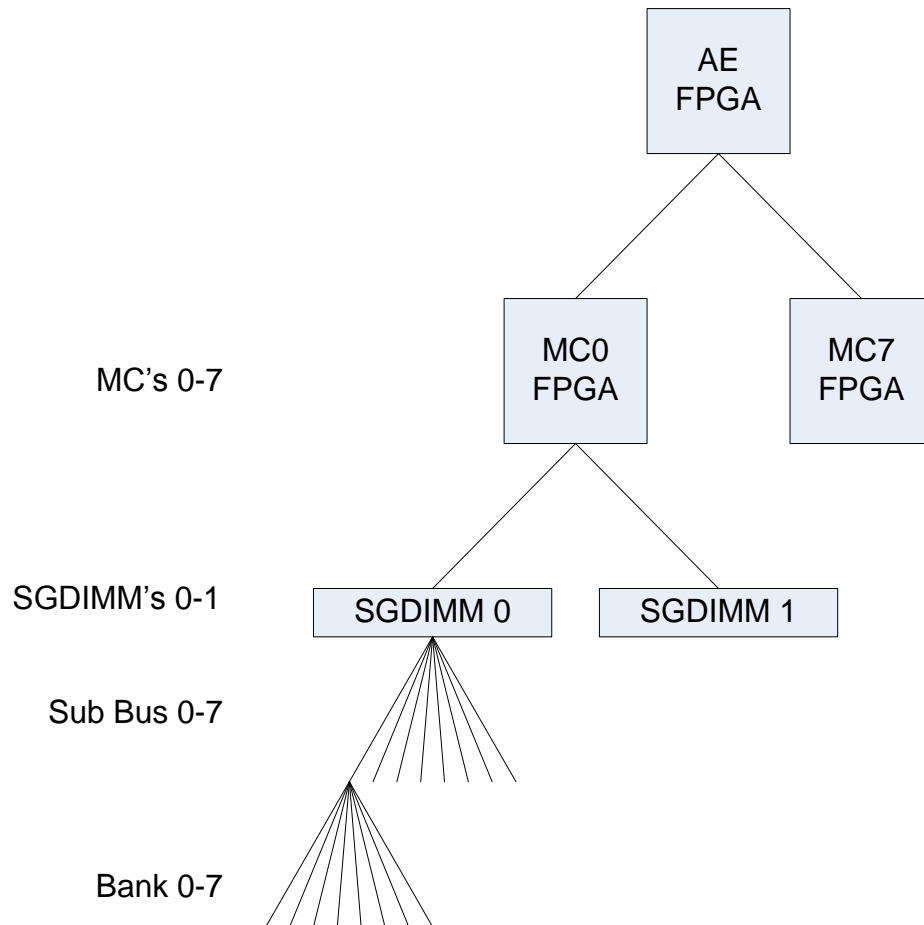 AE
FPGA
MC's 0-7
MC0
FPGA
MC7
FPGA
SGDIMM's 0-1
SGDIMM 0
SGDIMM 1
Sub Bus 0-7
Bank 0-7